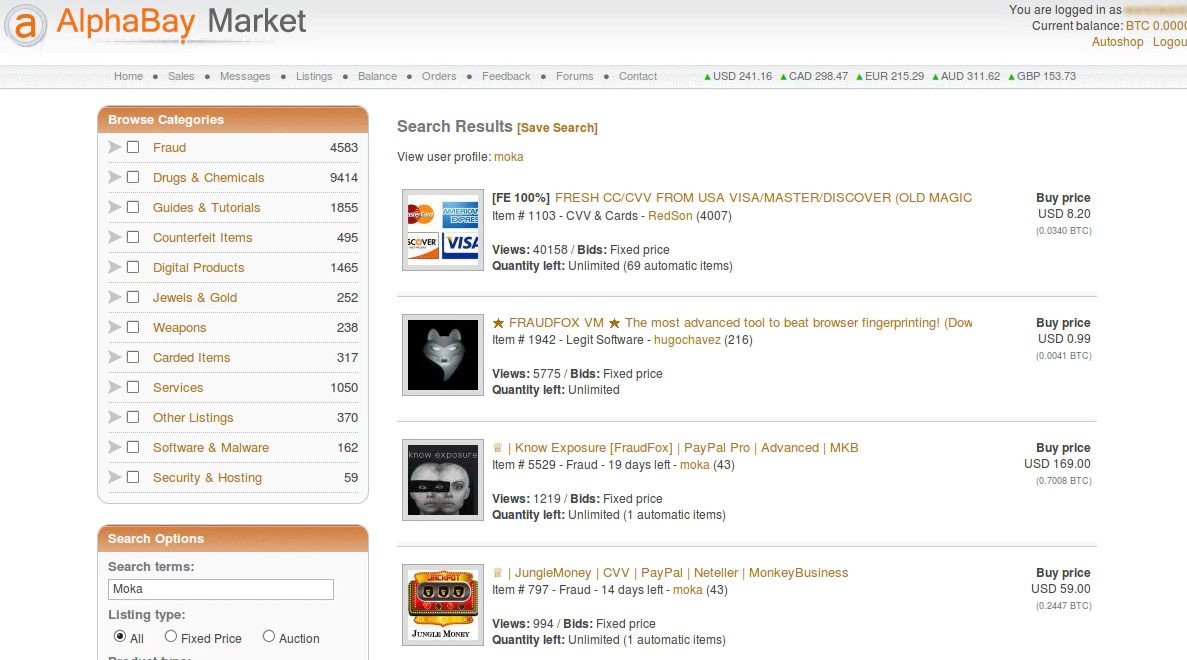 AlphaBay Market
You are logged in as
Current balance: BTC 0.0000
Autoshop Logou
Home • Sales • Messages • Listings • Balance • Orders • Feedback • Forums • Contact
▲USD 241.16 ▲CAD 298.47 ▲EUR 215.29 ▲AUD 311.62 ▲GBP 153.73
Browse Categories
Fraud 4583
Drugs & Chemicals 9414
Guides & Tutorials 1855
Counterfeit Items 495
Digital Products 1465
Jewels & Gold 252
Weapons 238
Carded Items 317
Services 1050
Other Listings 370
Software & Malware 162
Security & Hosting 59
Search Options
Search terms:
Moka
Listing type:
All Fixed Price Auction
Search Results [Save Search]
View user profile: moka
[FE 100%] FRESH CC/CVV FROM USA VISA/MASTER/DISCOVER (OLD MAGIC
Item # 1103 - CVV & Cards - RedSon (4007)
Views: 40158 / Bids: Fixed price
Quantity left: Unlimited (69 automatic items)
Buy price
USD 8.20
(0.0340 BTC)
★ FRAUDFOX VM ★ The most advanced tool to beat browser fingerprinting! (Dow
Item # 1942 - Legit Software - hugochavez (216)
Views: 5775 / Bids: Fixed price
Quantity left: Unlimited
Buy price
USD 0.99
(0.0041 BTC)
know exposure
♕ | Know Exposure [FraudFox] | PayPal Pro | Advanced | MKB
Item # 5529 - Fraud - 19 days left - moka (43)
Views: 1219 / Bids: Fixed price
Quantity left: Unlimited (1 automatic items)
Buy price
USD 169.00
(0.7008 BTC)
JACKPOT
JUNGLE MONEY
♕ | JungleMoney | CVV | PayPal | Neteller | MonkeyBusiness
Item # 797 - Fraud - 14 days left - moka (43)
Views: 994 / Bids: Fixed price
Quantity left: Unlimited (1 automatic items)
Buy price
USD 59.00
(0.2447 BTC)